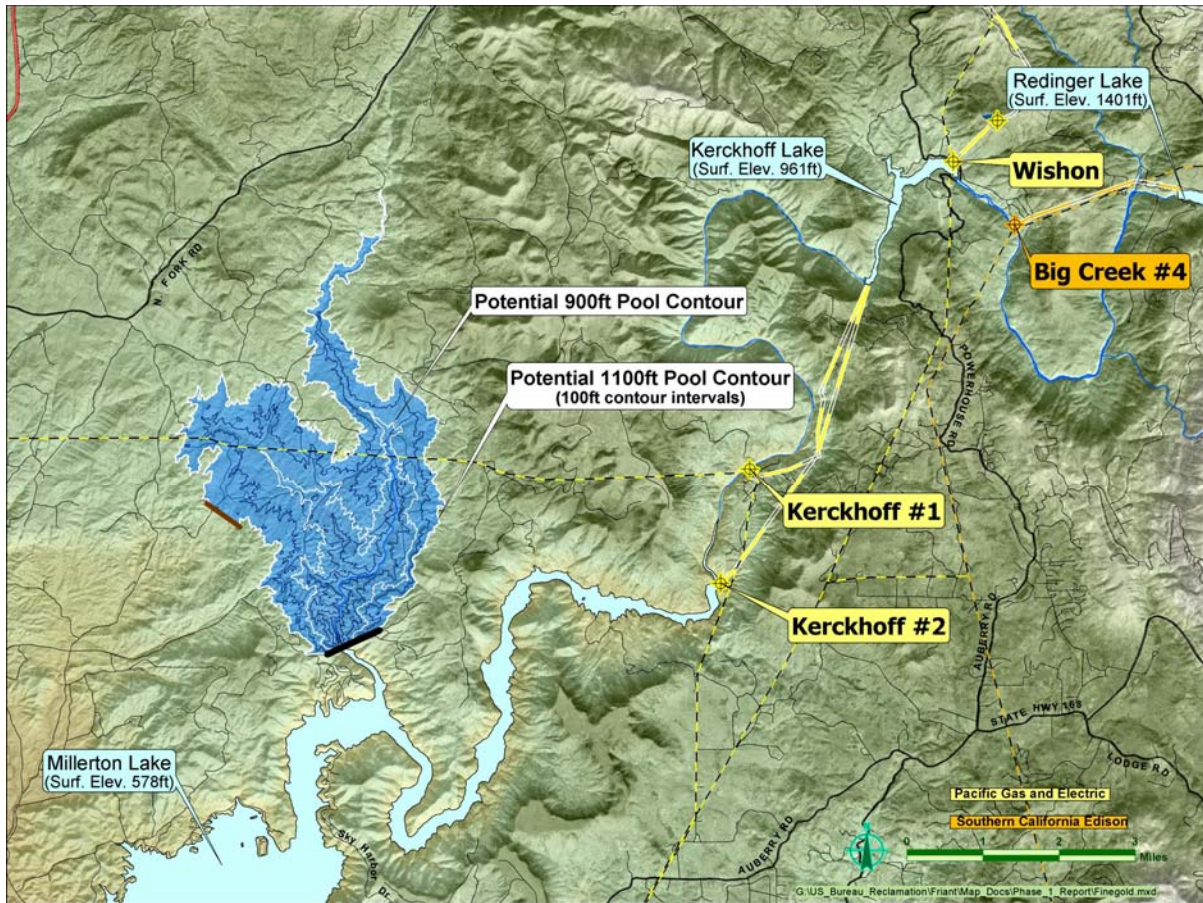 Redinger Lake
(Surf. Elev. 1401ft)
Kerckhoff Lake
(Surf. Elev. 961ft)
Wishon
N. FORK RD
Big Creek #4
Potential 900ft Pool Contour
POWERHOUSE RD
Potential 1100ft Pool Contour
(100ft contour intervals)
Kerckhoff #1
Kerckhoff #2
AUBERRY RD
STATE HWY 168
LODGE RD
Millerton Lake
(Surf. Elev. 578ft)
Sky Harbor Dr.
AUBERRY RD
Pacific Gas and Electric
Southern California Edison
0 1 2 3
Miles
G:\US_Bureau_Reclamation\Friant\Map_Docs\Phase_1_Report\Finegold.mxd